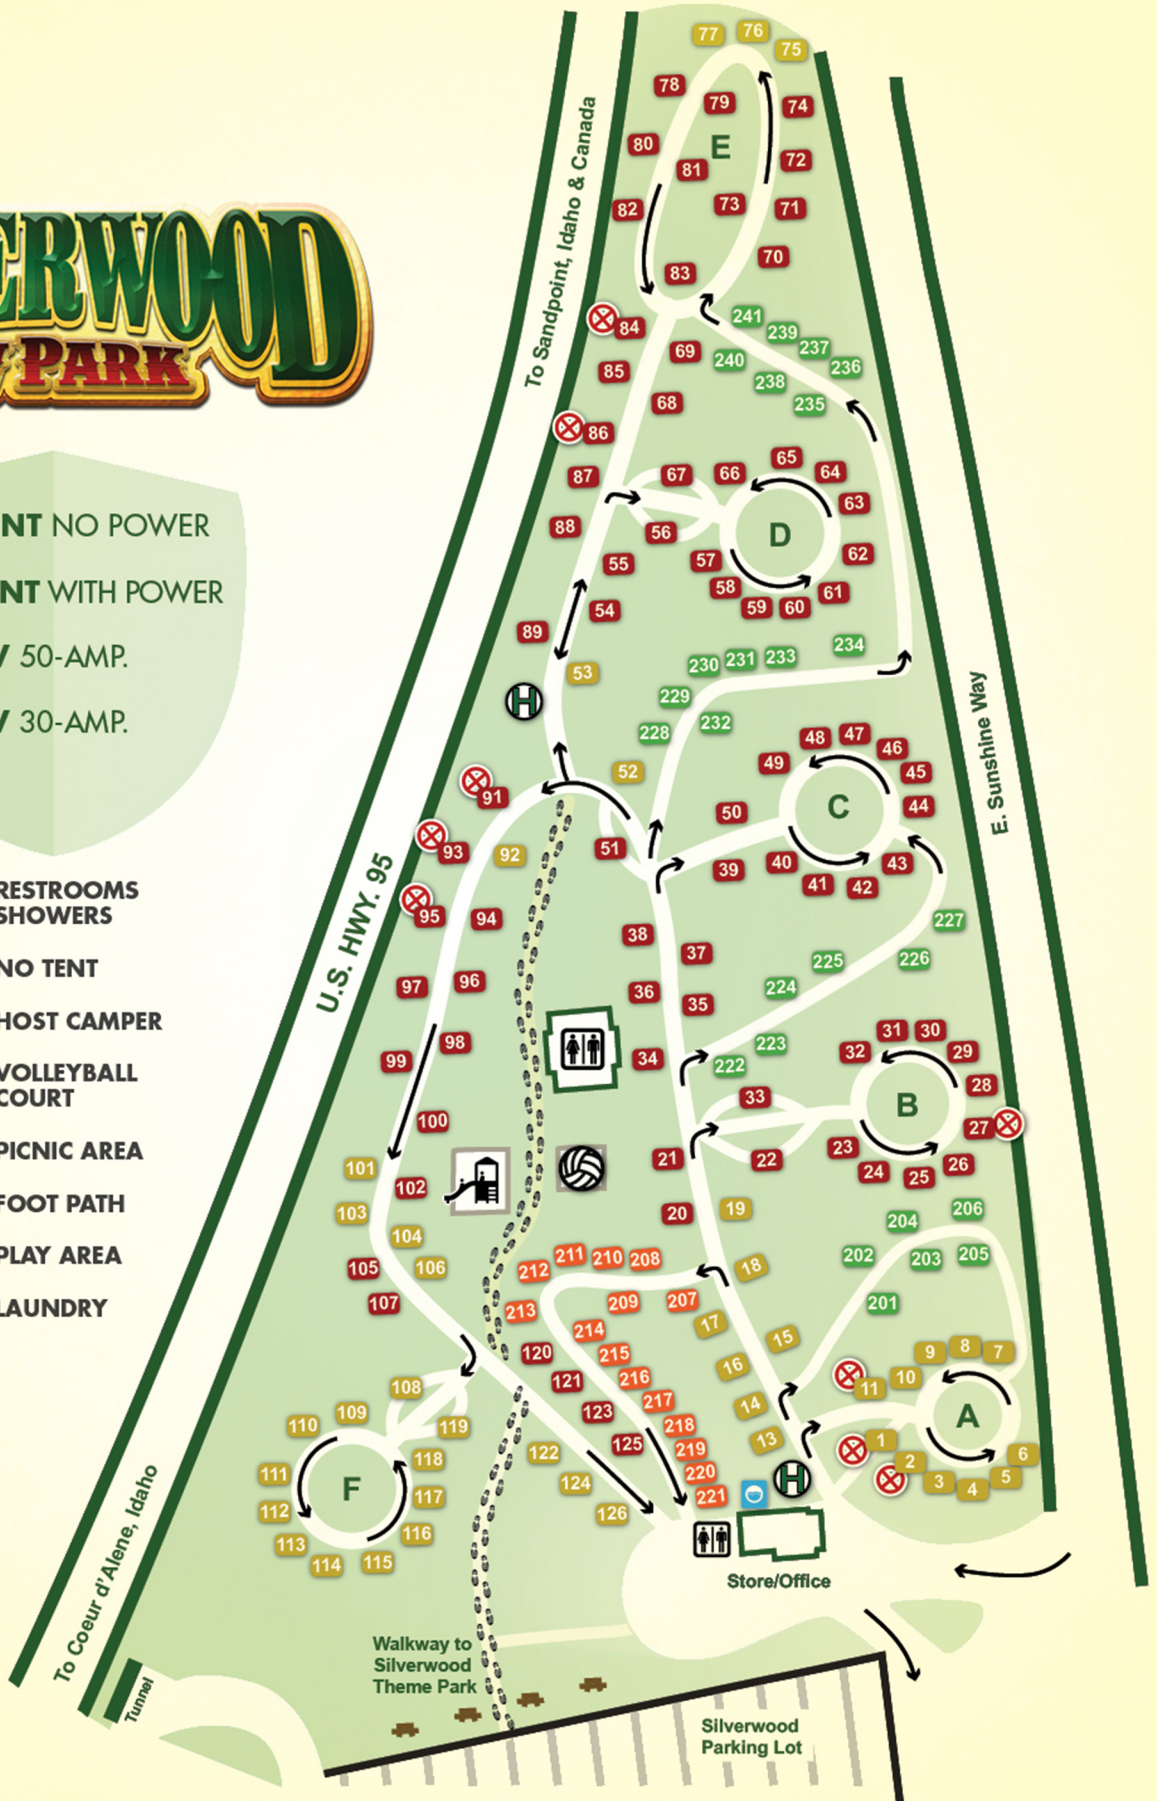 77 76 75
78 79 74
80 E
81 72
82 73 71
83 70
To Sandpoint, Idaho & Canada
84 241 239
69 240 237 236
85 238
68 235
86
ERWOOD
PARK
87 67 66 65 64
63
88 56 D
55 57 62
58 61
54 59 60
89
234
53 230 231 233
H 229
228 232
E. Sunshine Way
NT NO POWER
NT WITH POWER
50-AMP.
30-AMP.
52 49 48 47 46
45
91 50 C 44
93 92 51 39 40 43
41 42
95 94
38 227
37 225 226
97 96 36 35 224
U.S. HWY. 95
RESTROOMS
SHOWERS
NO TENT
HOST CAMPER
VOLLEYBALL
COURT
PICNIC AREA
FOOT PATH
PLAY AREA
LAUNDRY
98 223 31 30
99 34 222 32 29
28
100 33 B
27
101 21 22 23 26
102 24 25
103 20 19 204 206
104
105 106 212 211 210 208 18 202 203 205
107 213 209 207 201
214 17 15
120 215 16 9 8 7
108 121 216 11 10
110 109 123 217 14
119 218 A
125 13 1
111 118 122 219 2 6
F 220 3 5
112 117 124 221 H 4
113 116 126
114 115
Store/Office
To Coeur d'Alene, Idaho
Tunnel
Walkway to
Silverwood
Theme Park
Silverwood
Parking Lot